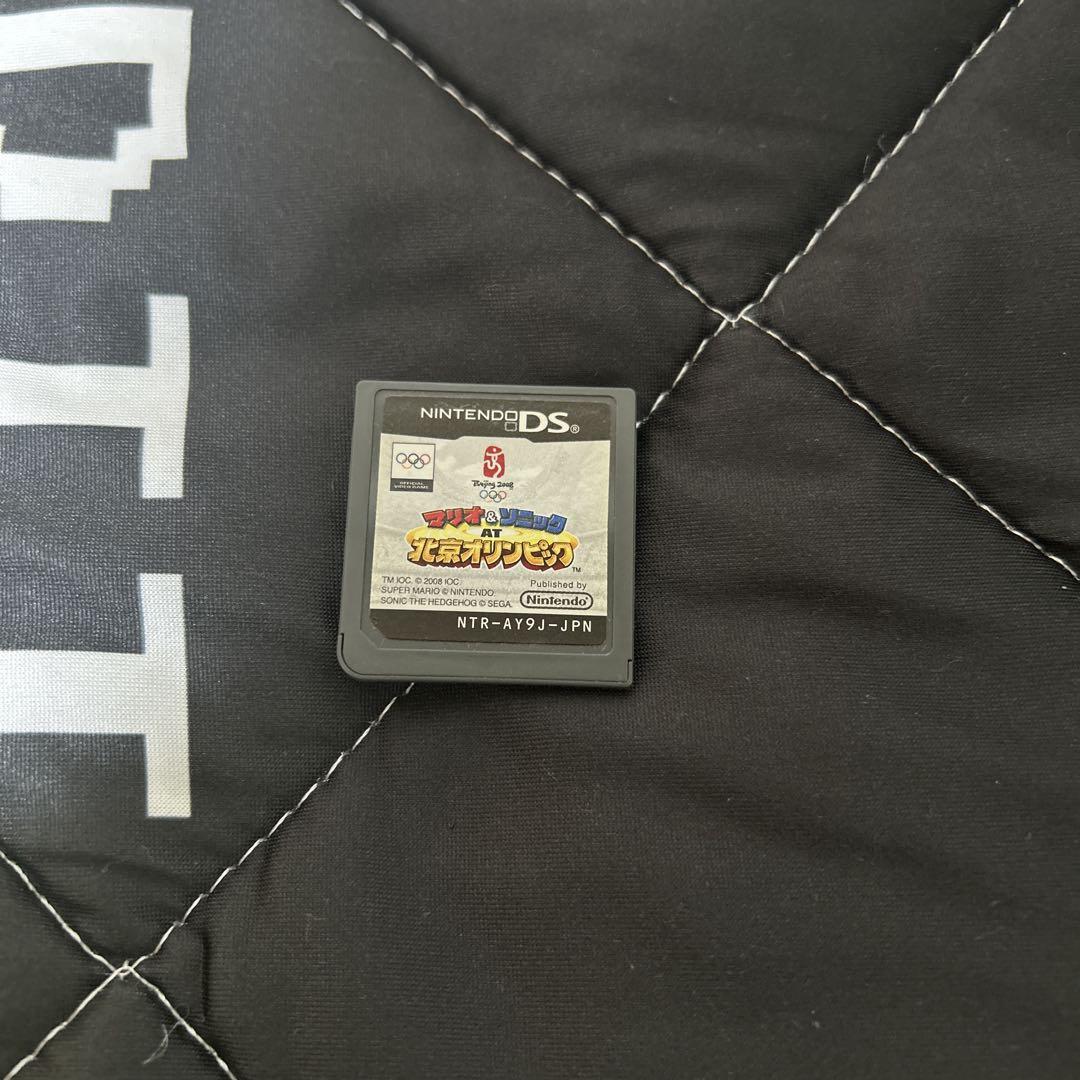 NINTENDO DS®
OFFICIAL
VIDEO GAME
Beijing 2008
マリオ&ソニック
AT
北京オリンピック™
TM IOC. © 2008 IOC.
SUPER MARIO © NINTENDO.
SONIC THE HEDGEHOG © SEGA.
Published by
Nintendo®
NTR-AY9J-JPN